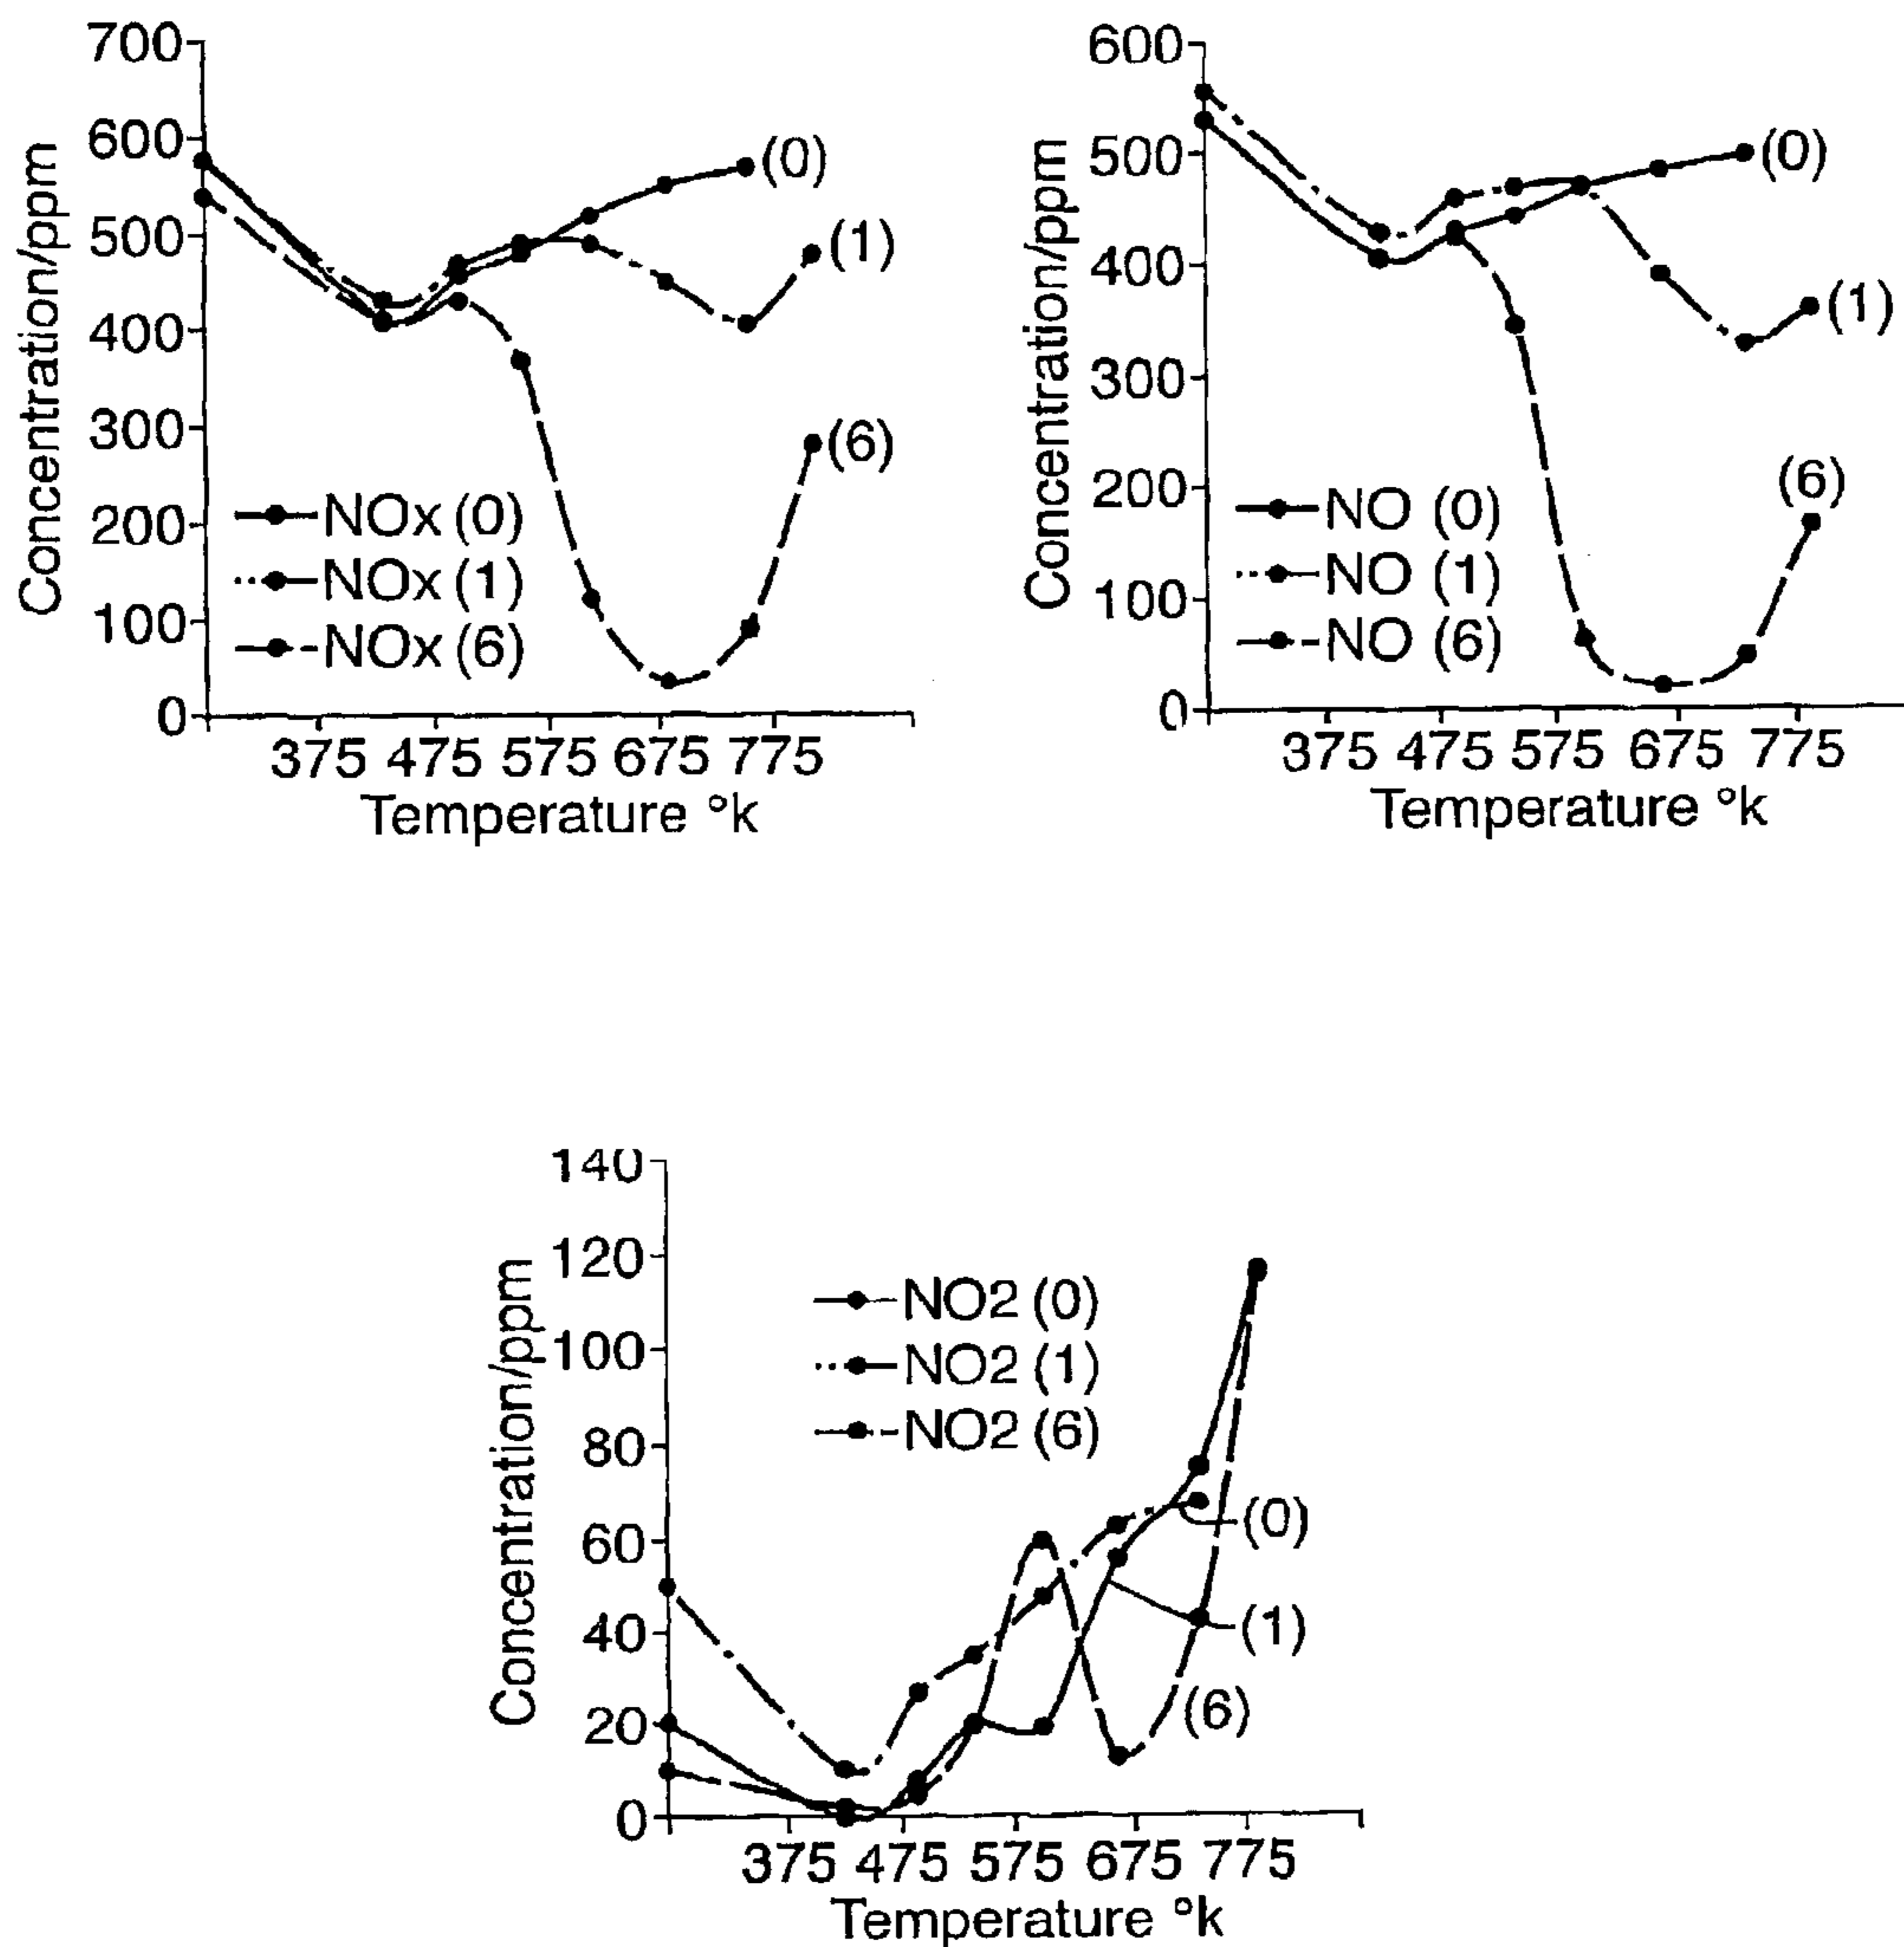 Concentration/ppm
700
600
500
400
300
200
100
0
375 475 575 675 775
Temperature °k
(0)
(1)
(6)
NOx (0)
NOx (1)
NOx (6)
Concentration/ppm
600
500
400
300
200
100
0
375 475 575 675 775
Temperature °k
(0)
(1)
(6)
NO (0)
NO (1)
NO (6)
Concentration/ppm
140
120
100
80
60
40
20
0
375 475 575 675 775
Temperature °k
NO2 (0)
NO2 (1)
NO2 (6)
(0)
(1)
(6)